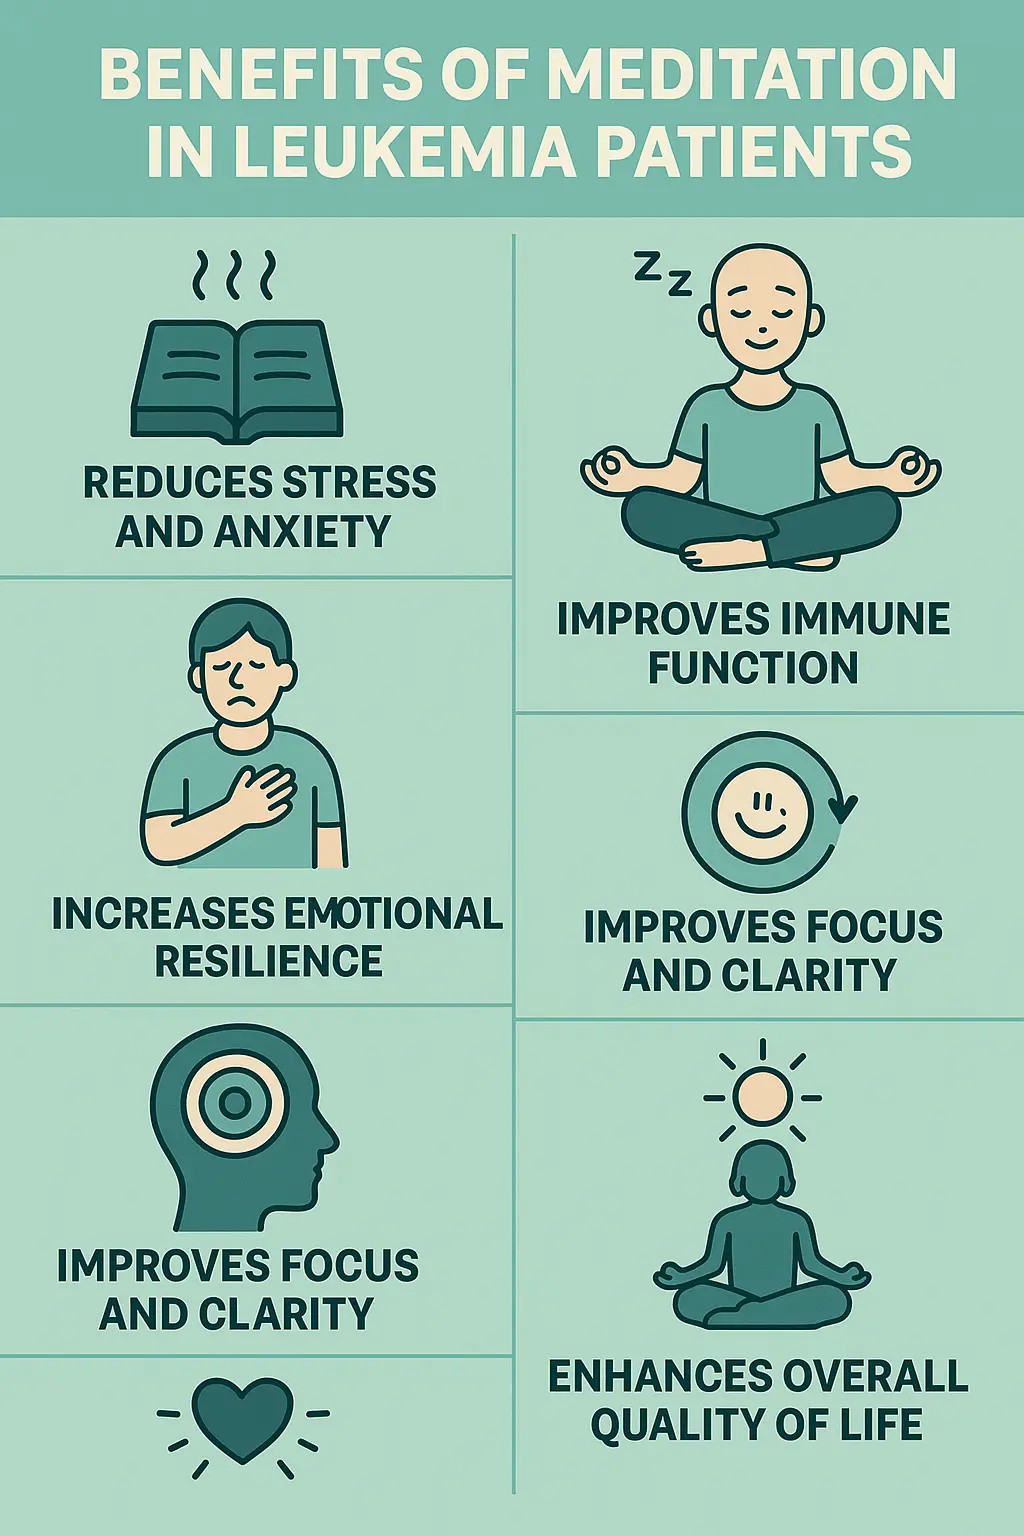 BENEFITS OF MEDITATION
IN LEUKEMIA PATIENTS
REDUCES STRESS
AND ANXIETY
Z Z
IMPROVES IMMUNE
FUNCTION
INCREASES EMOTIONAL
RESILIENCE
IMPROVES FOCUS
AND CLARITY
IMPROVES FOCUS
AND CLARITY
ENHANCES OVERALL
QUALITY OF LIFE